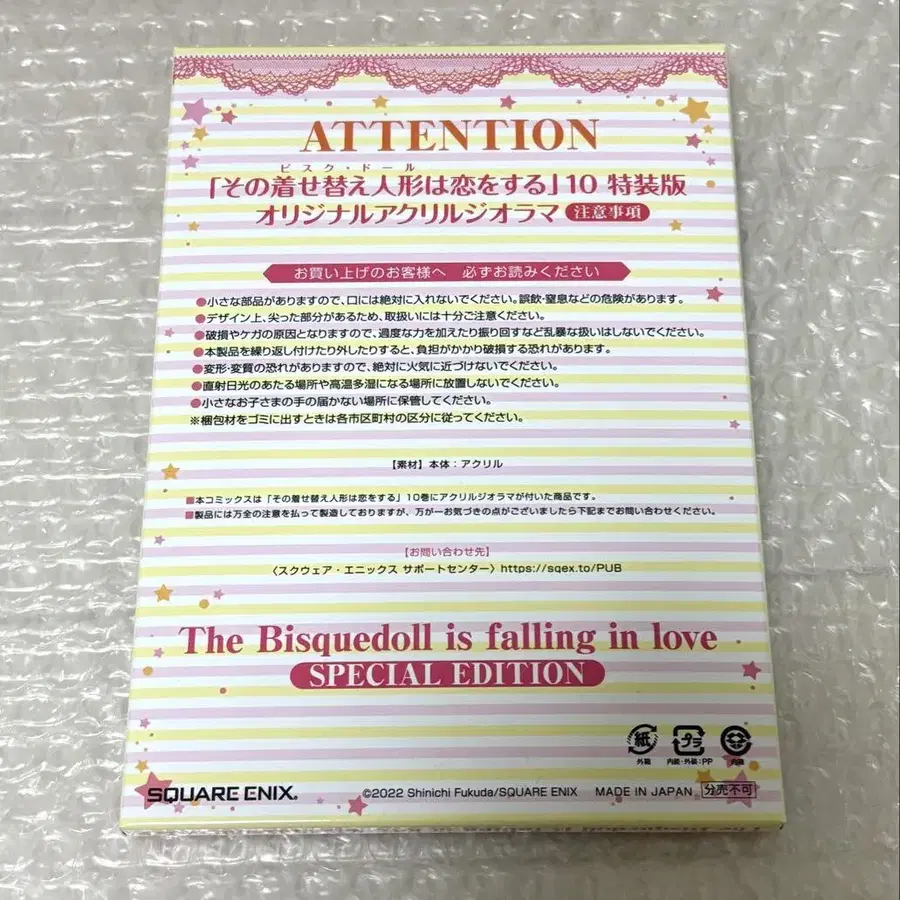 ATTENTION
ビスク・ドール
「その着せ替え人形は恋をする」10 特装版
オリジナルアクリルジオラマ 注意事項
お買い上げのお客様へ 必ずお読みください
●小さな部品がありますので、口には絶対に入れないでください。誤飲・窒息などの危険があります。
●デザイン上、尖った部分があるため、取扱いには十分ご注意ください。
●破損やケガの原因となりますので、過度な力を加えたり振り回すなど乱暴な扱いはしないでください。
●本製品を繰り返し付けたり外したりすると、負担がかかり破損する恐れがあります。
●変形・変質の恐れがありますので、絶対に火気に近づけないでください。
●直射日光のあたる場所や高温多湿になる場所に放置しないでください。
●小さなお子さまの手の届かない場所に保管してください。
※梱包材をゴミに出すときは各市区町村の区分に従ってください。
【素材】本体：アクリル
■本コミックスは「その着せ替え人形は恋をする」10巻にアクリルジオラマが付いた商品です。
■製品には万全の注意を払って製造しておりますが、万が一お気づきの点がございましたら下記までお問い合わせください。
【お問い合わせ先】
〈スクウェア・エニックス サポートセンター〉https://sqex.to/PUB
The Bisquedoll is falling in love
SPECIAL EDITION
紙 プラ
外箱 内装・外装：PP 内箱
SQUARE ENIX. ©2022 Shinichi Fukuda/SQUARE ENIX MADE IN JAPAN 分売不可